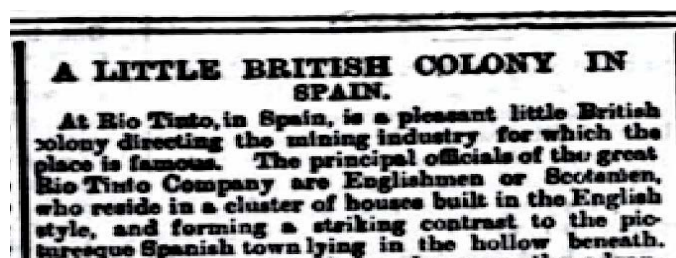 A LITTLE BRITISH COLONY IN
SPAIN.
At Rio Tinto, in Spain, is a pleasant little British
colony directing the mining industry for which the
place is famous. The principal officials of the great
Rio Tinto Company are Englishmen or Scotsmen,
who reside in a cluster of houses built in the English
style, and forming a striking contrast to the pic-
turesque Spanish town lying in the hollow beneath.